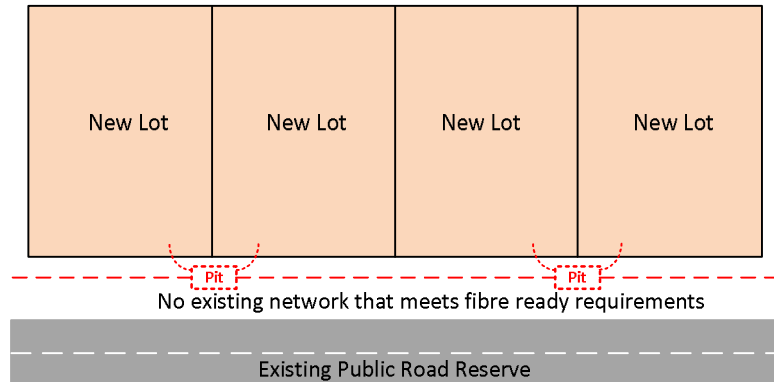 New Lot
New Lot
New Lot
New Lot
Pit
Pit
No existing network that meets fibre ready requirements
Existing Public Road Reserve